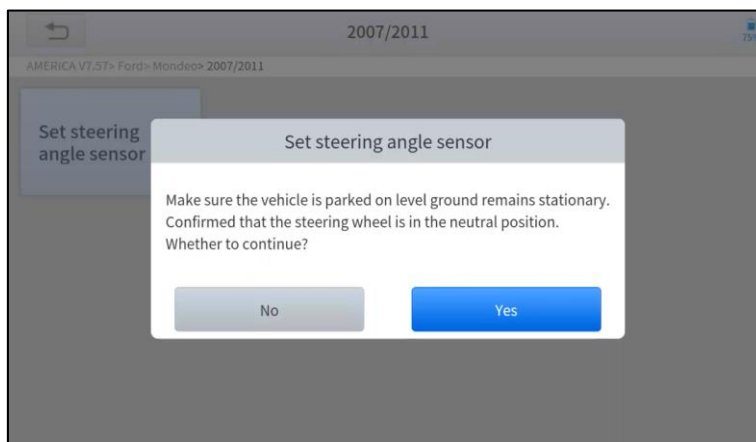 2007/2011
75%
AMERICA V7.57> Ford> Mondeo> 2007/2011
Set steering
angle sensor
Set steering angle sensor
Make sure the vehicle is parked on level ground remains stationary.
Confirmed that the steering wheel is in the neutral position.
Whether to continue?
No
Yes